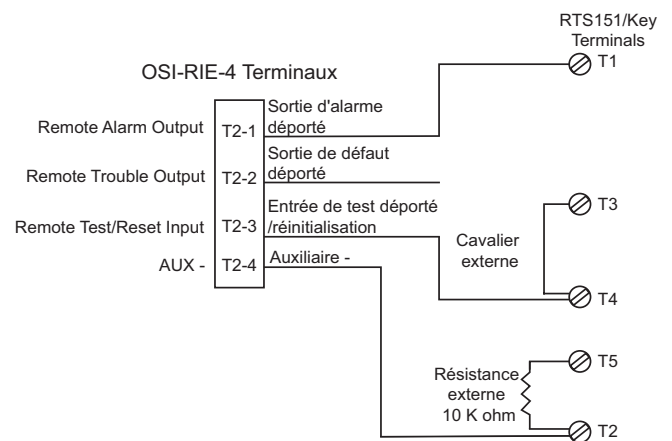 RTS151/Key
Terminals
T1
OSI-RIE-4 Terminaux
Remote Alarm Output
T2-1
Sortie d'alarme
déporté
Remote Trouble Output
T2-2
Sortie de défaut
déporté
Remote Test/Reset Input
T2-3
Entrée de test déporté
/réinitialisation
AUX -
T2-4
Auxiliaire -
Cavalier
externe
T3
T4
Résistance
externe
10 K ohm
T5
T2